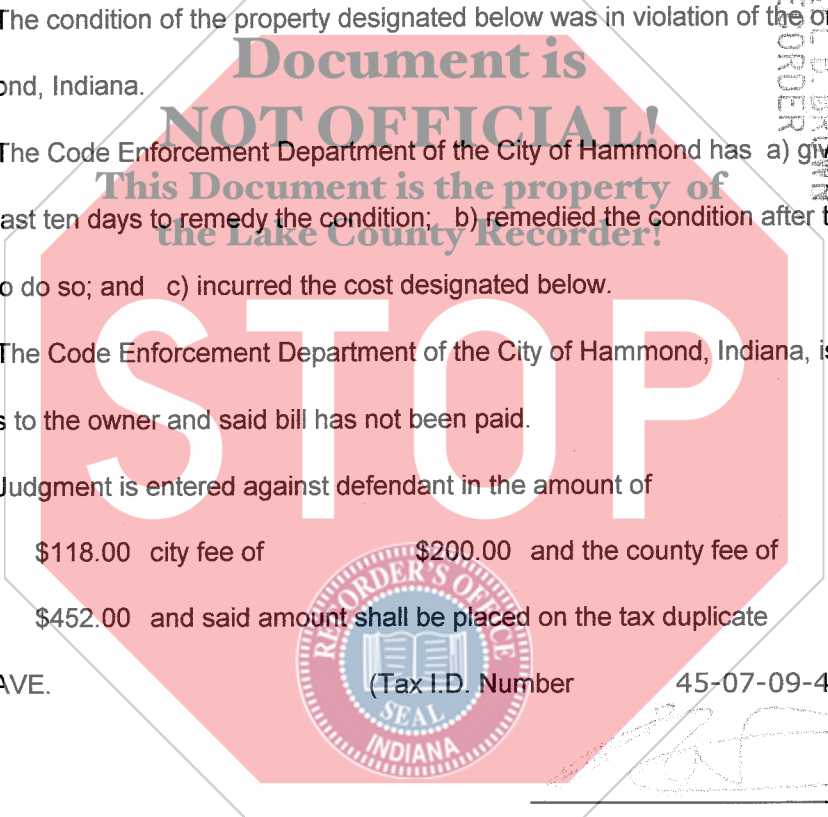 The condition of the property designated below was in violation of the o
Document is
ond, Indiana.
NOT OFFICIAL!
The Code Enforcement Department of the City of Hammond has a) giv
This Document is the property of
ast ten days to remedy the condition; b) remedied the condition after t
the Lake County Recorder!
o do so; and c) incurred the cost designated below.
STOP
The Code Enforcement Department of the City of Hammond, Indiana, is
s to the owner and said bill has not been paid.
Judgment is entered against defendant in the amount of
$118.00 city fee of $200.00 and the county fee of
$452.00 and said amount shall be placed on the tax duplicate
AVE. (Tax I.D. Number 45-07-09-4
RECORDER'S OFFICE
SEAL
INDIANA
RECORDER